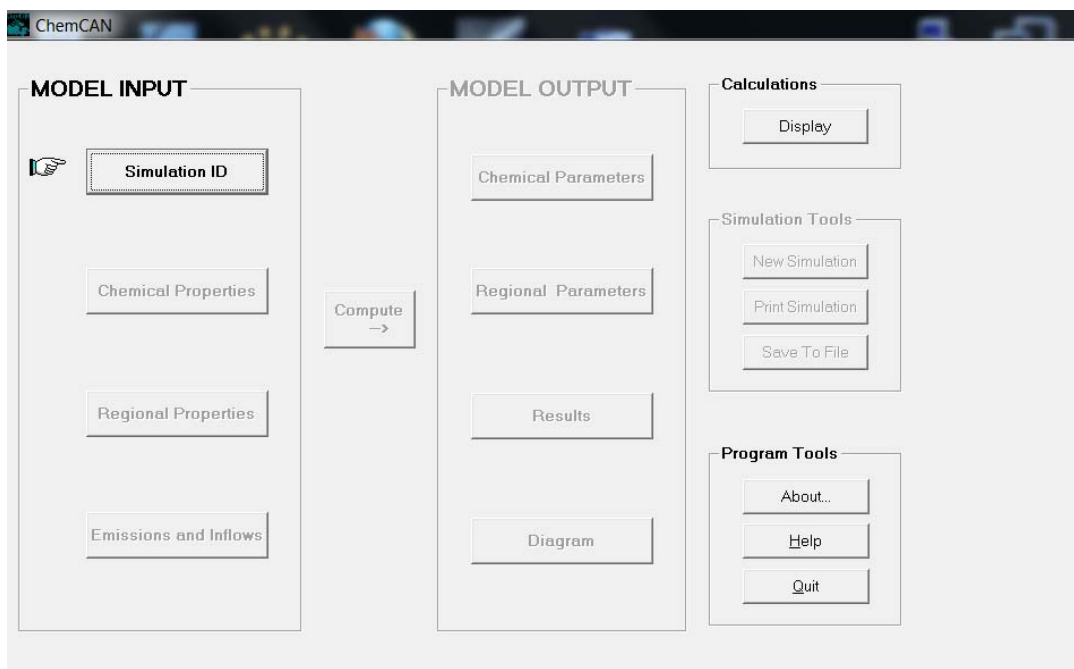 ChemCAN
MODEL INPUT
Simulation ID
Chemical Properties
Regional Properties
Emissions and Inflows
Compute
-->
MODEL OUTPUT
Chemical Parameters
Regional Parameters
Results
Diagram
Calculations
Display
Simulation Tools
New Simulation
Print Simulation
Save To File
Program Tools
About...
Help
Quit